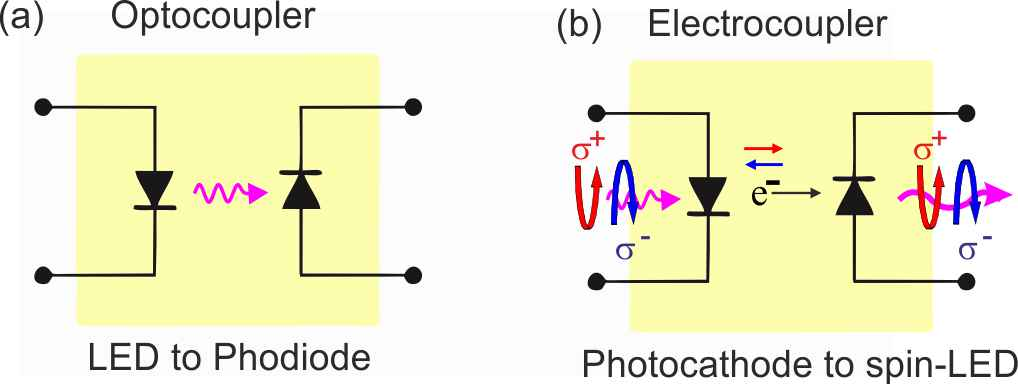 (a) Optocoupler
LED to Phodiode
(b) Electrocoupler
σ+
σ-
e-
σ+
σ-
Photocathode to spin-LED